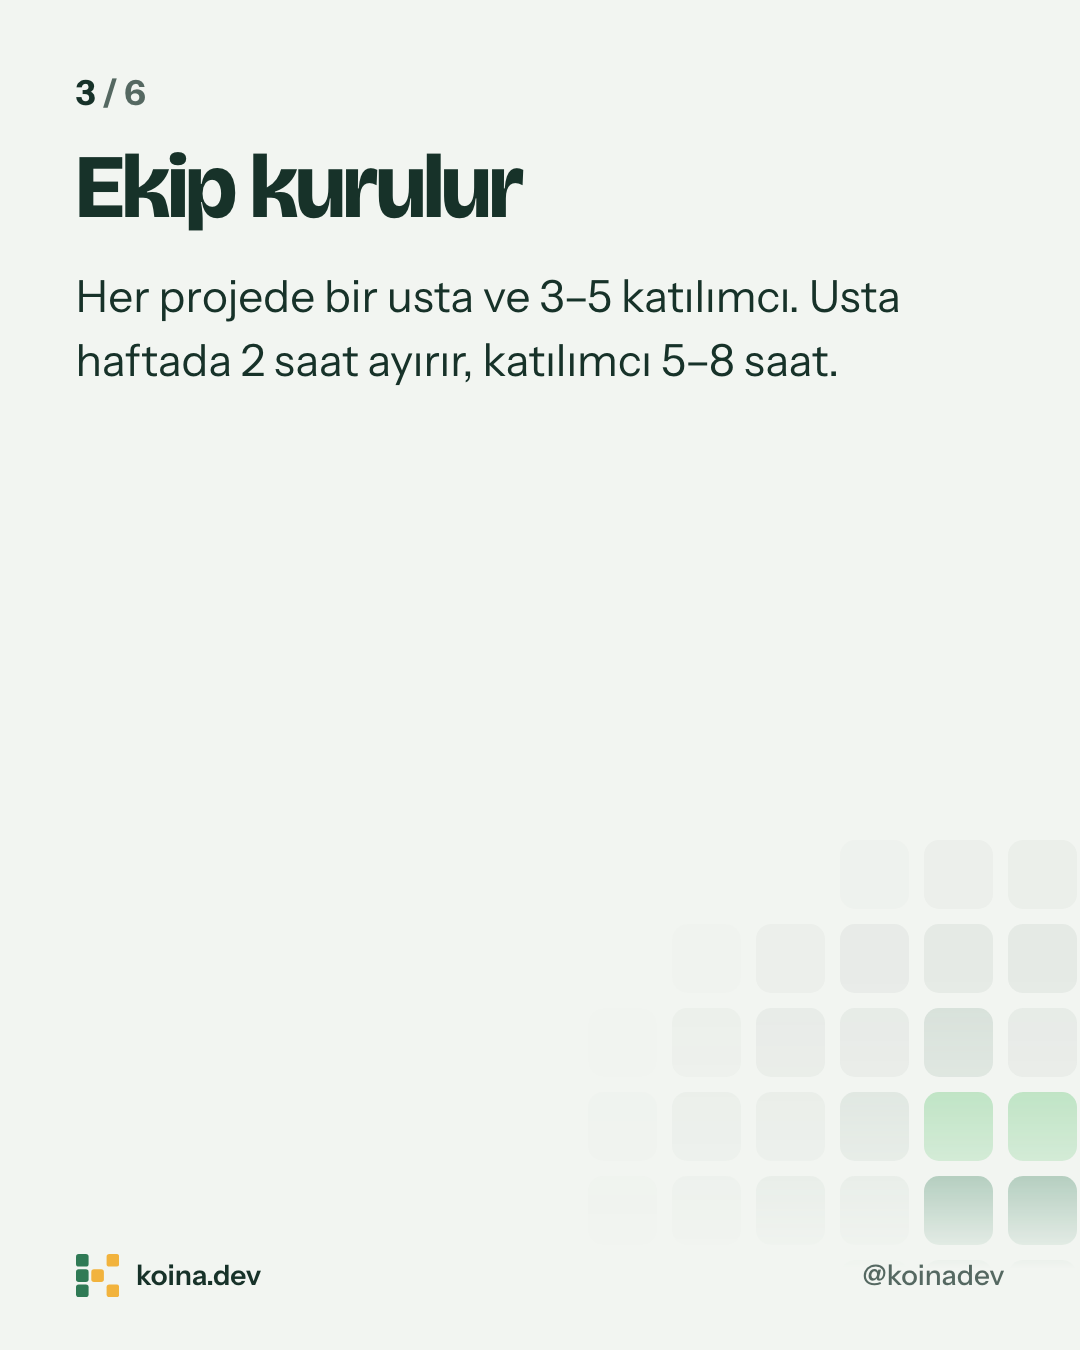 3 / 6
Ekip kurulur
Her projede bir usta ve 3–5 katılımcı. Usta
haftada 2 saat ayırır, katılımcı 5–8 saat.
koina.dev
@koinadev